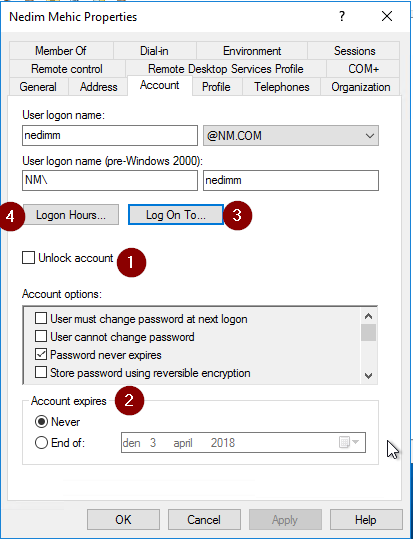 Nedim Mehic Properties ? ×
Member Of Dial-in Environment Sessions
Remote control Remote Desktop Services Profile COM+
General Address Account Profile Telephones Organization
User logon name:
nedimm @NM.COM
User logon name (pre-Windows 2000):
NM\ nedimm
4 Logon Hours... Log On To... 3
Unlock account 1
Account options:
User must change password at next logon
User cannot change password
Password never expires
Store password using reversible encryption
Account expires 2
Never
End of: den 3 april 2018
OK Cancel Apply Help